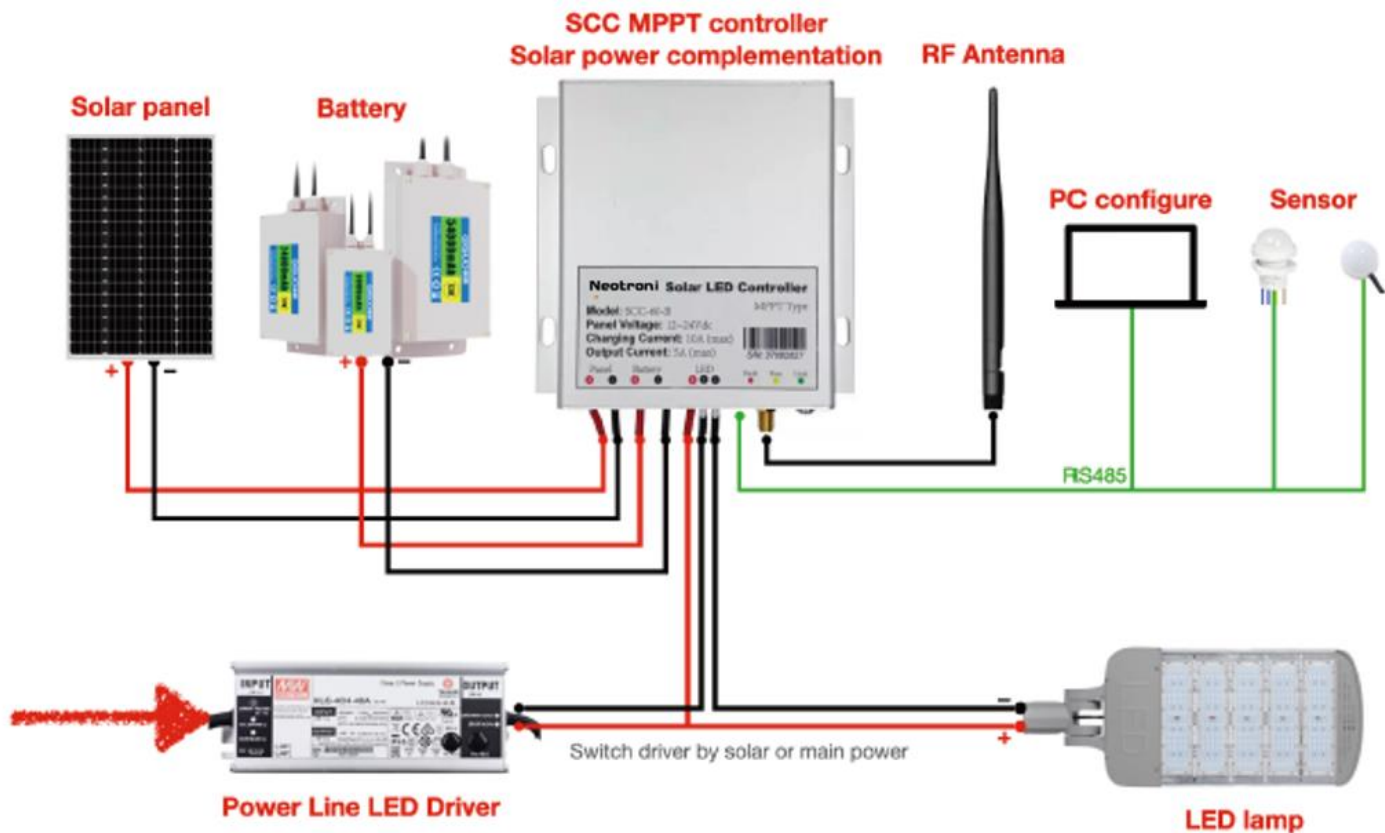 SCC MPPT controller
Solar power complementation
RF Antenna
Solar panel
Battery
PC configure
Sensor
Neotroni Solar LED Controller
Model: SCC-60-B
MPPT Type
Panel Voltage: 12~24Vdc
Charging Current: 10A (max)
Output Current: 5A (max)
Panel Battery LED
+ − + −
RIS485
INPUT
OUTPUT
−
+
Switch driver by solar or main power
Power Line LED Driver
LED lamp